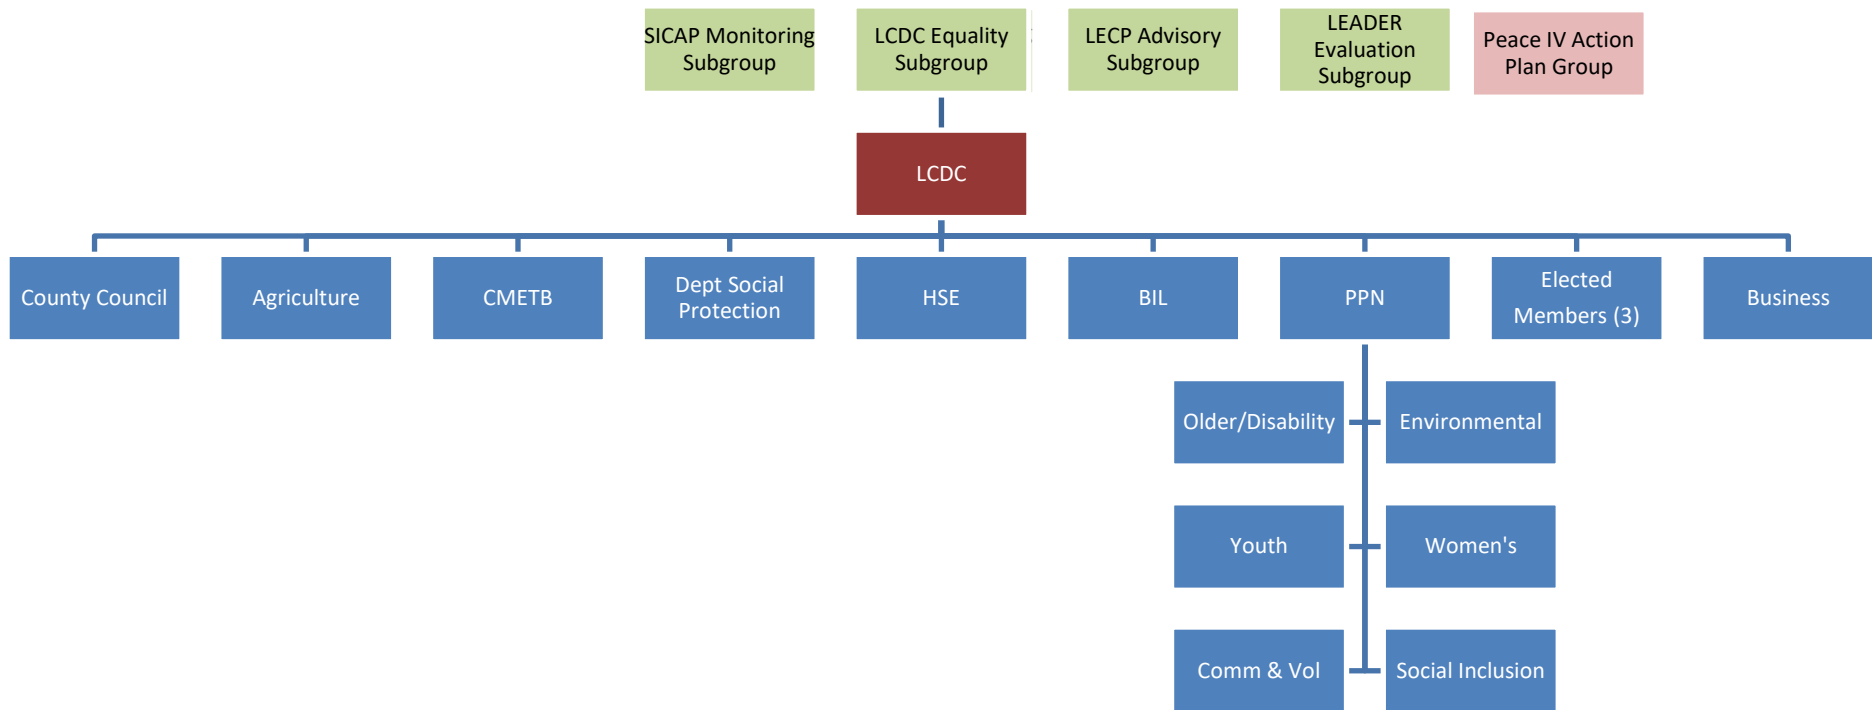 SICAP Monitoring
Subgroup
LCDC Equality
Subgroup
LECP Advisory
Subgroup
LEADER
Evaluation
Subgroup
Peace IV Action
Plan Group
LCDC
County Council
Agriculture
CMETB
Dept Social
Protection
HSE
BIL
PPN
Elected
Members (3)
Business
Older/Disability
Environmental
Youth
Women's
Comm & Vol
Social Inclusion